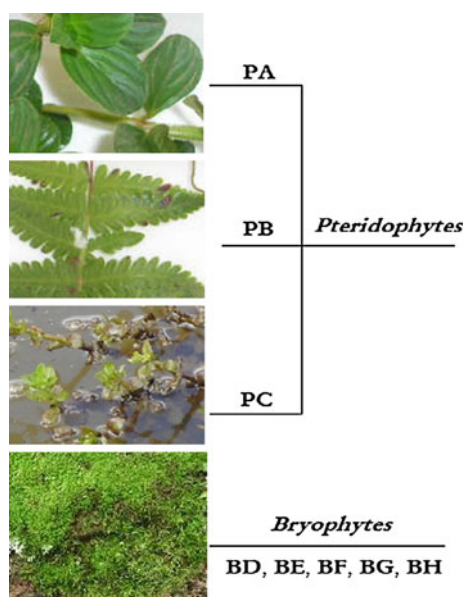 PA
PB
Pteridophytes
PC
Bryophytes
BD, BE, BF, BG, BH